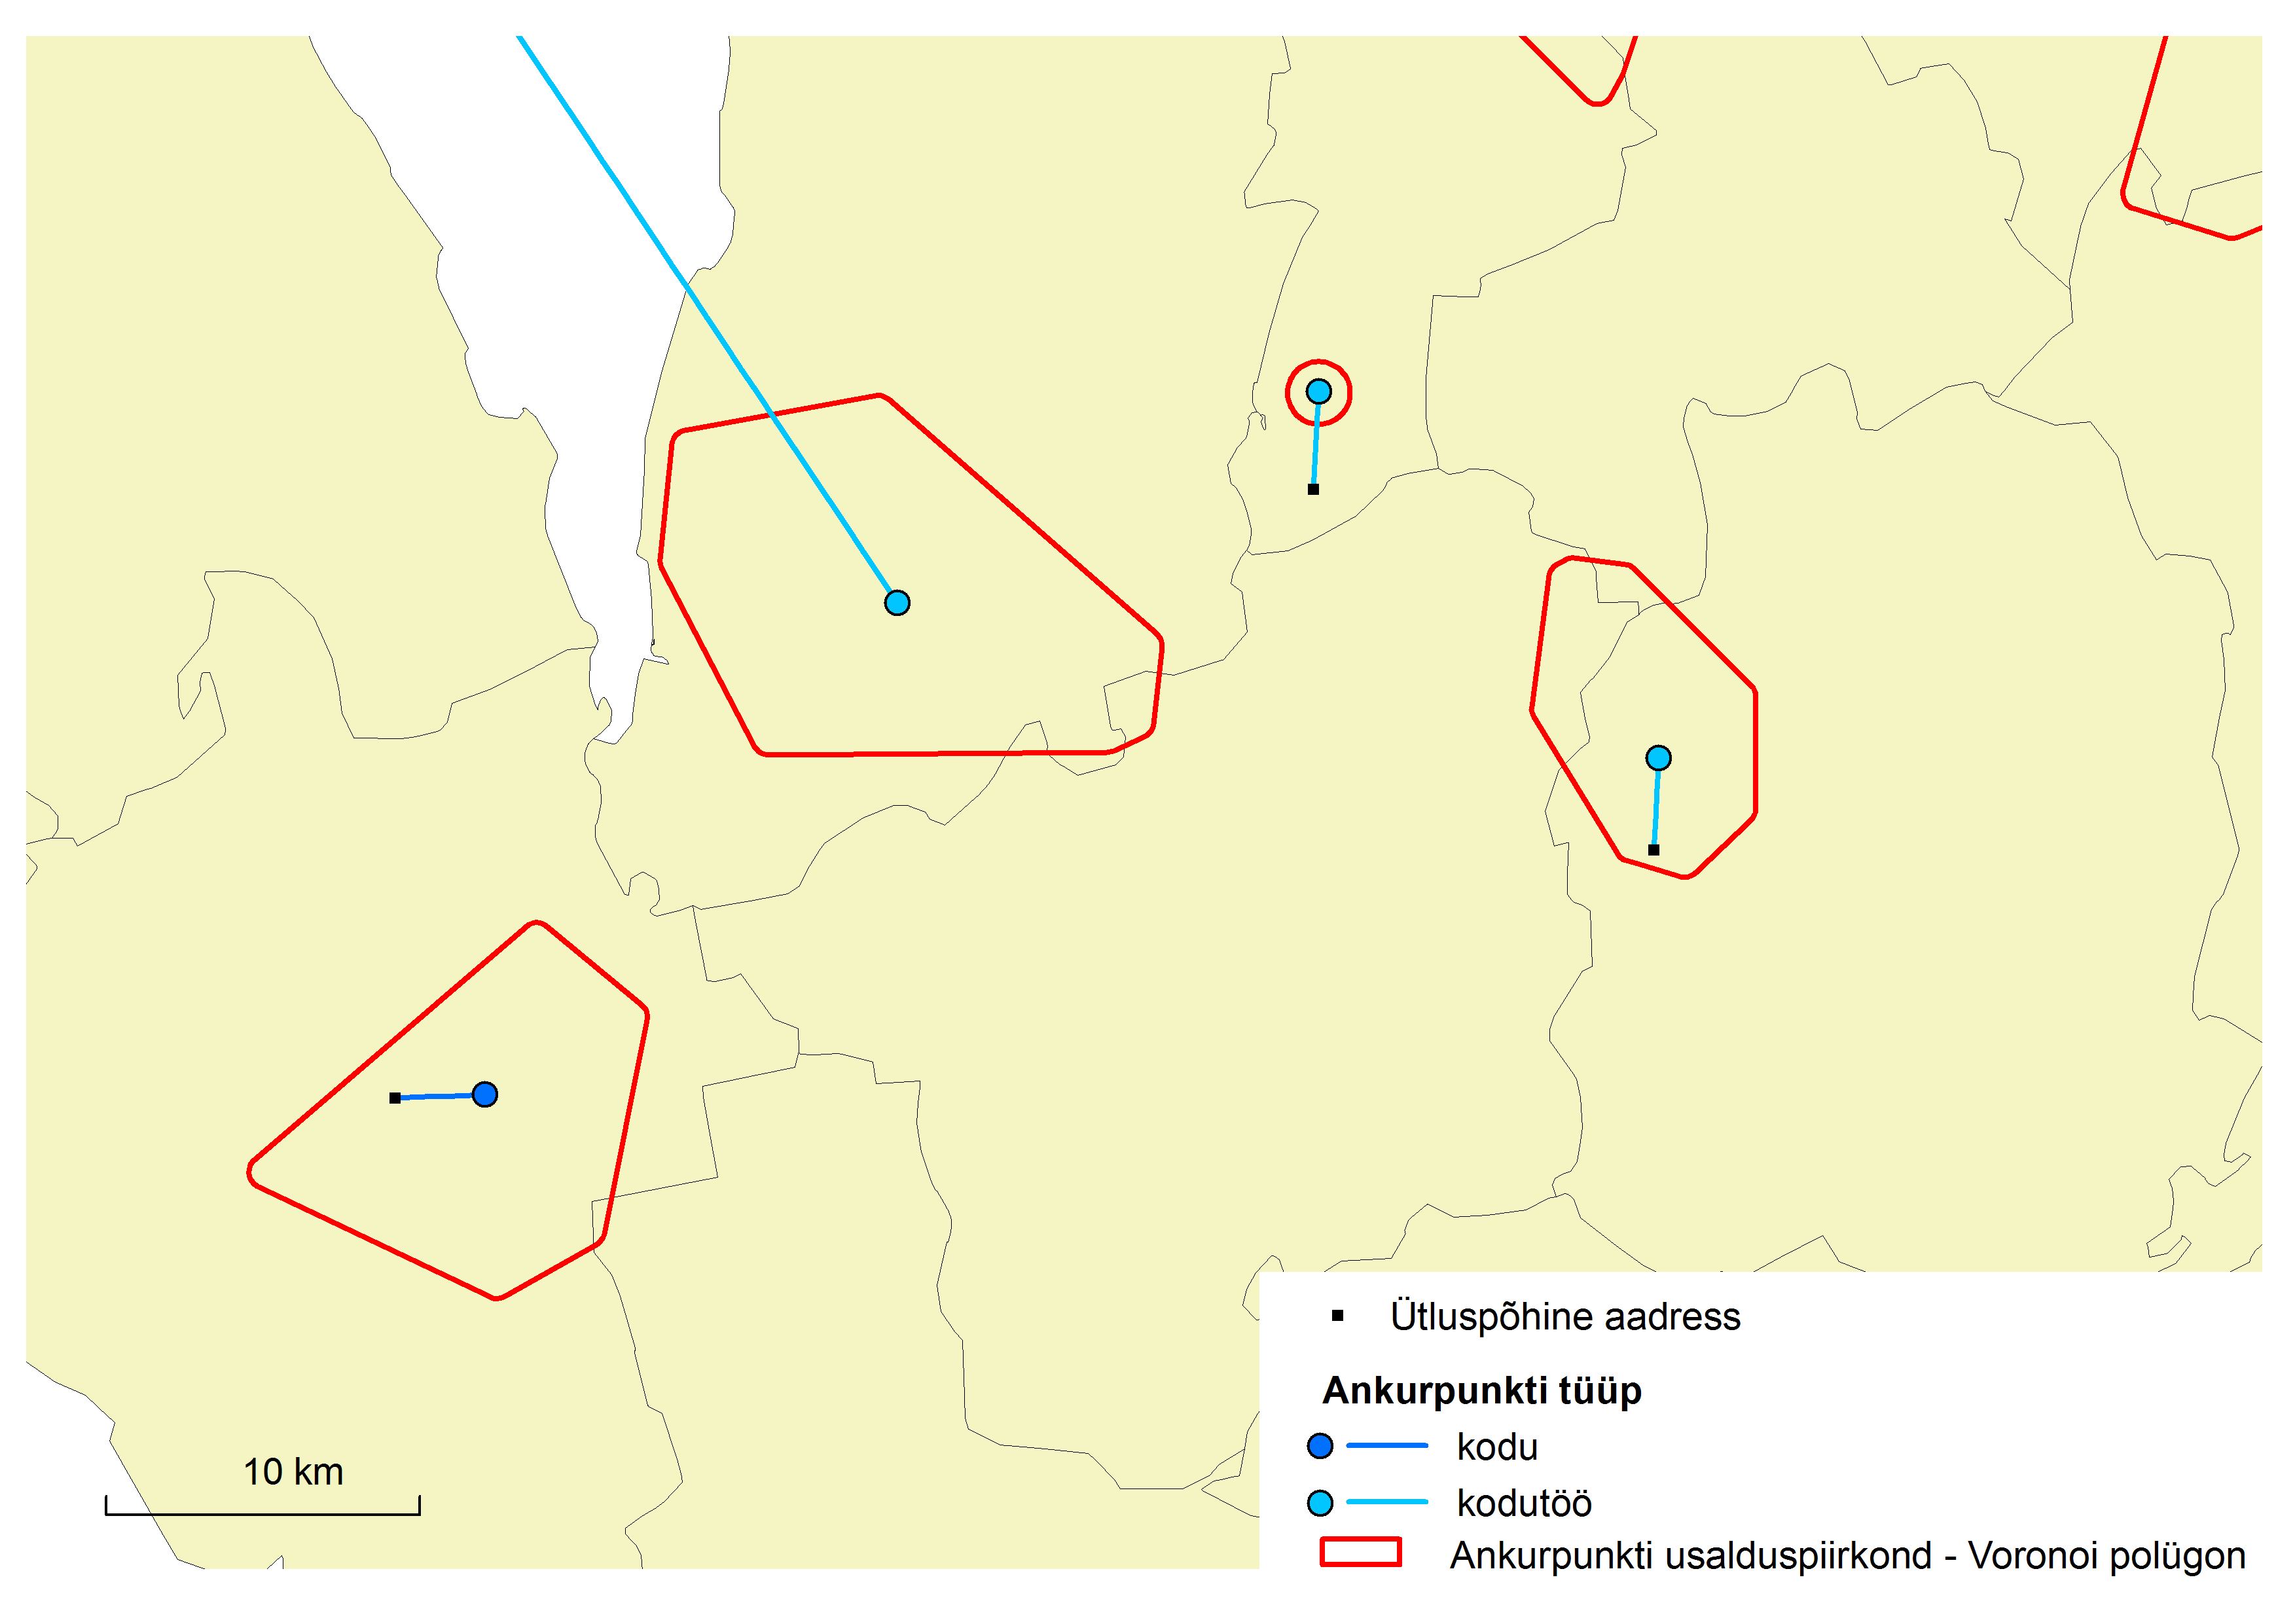 10 km
Ütluspõhine aadress
Ankurpunkti tüüp
kodu
kodutöö
Ankurpunkti usalduspiirkond - Voronoi polügon